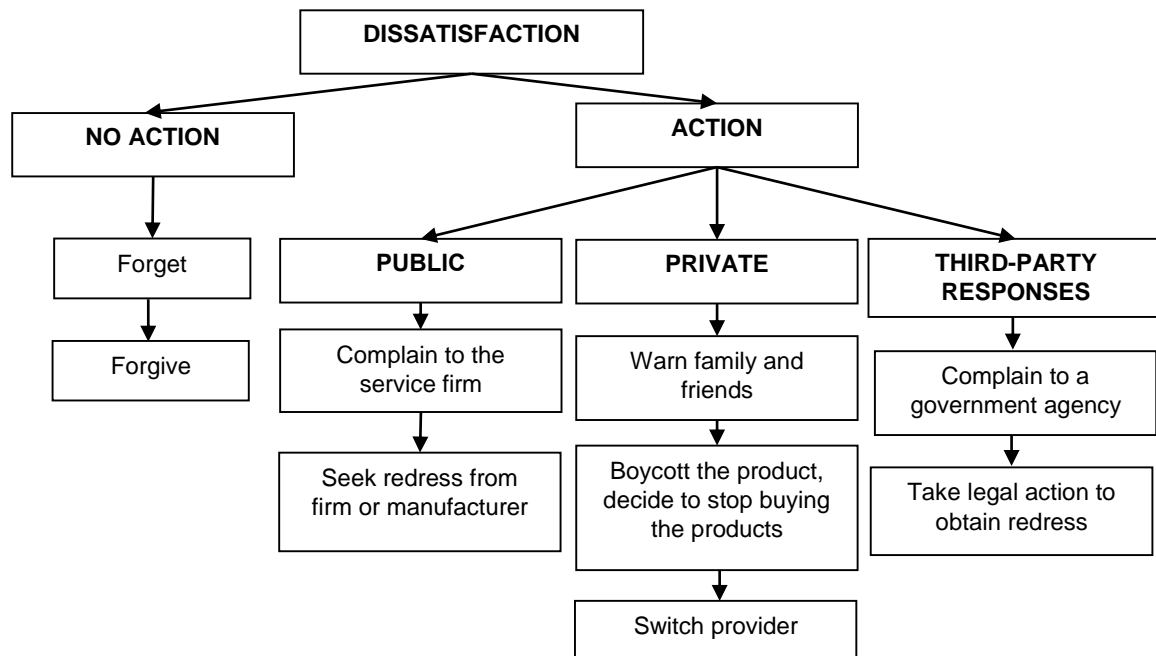 DISSATISFACTION
NO ACTION
ACTION
Forget
Forgive
PUBLIC
Complain to the
service firm
Seek redress from
firm or manufacturer
PRIVATE
Warn family and
friends
Boycott the product,
decide to stop buying
the products
Switch provider
THIRD-PARTY
RESPONSES
Complain to a
government agency
Take legal action to
obtain redress